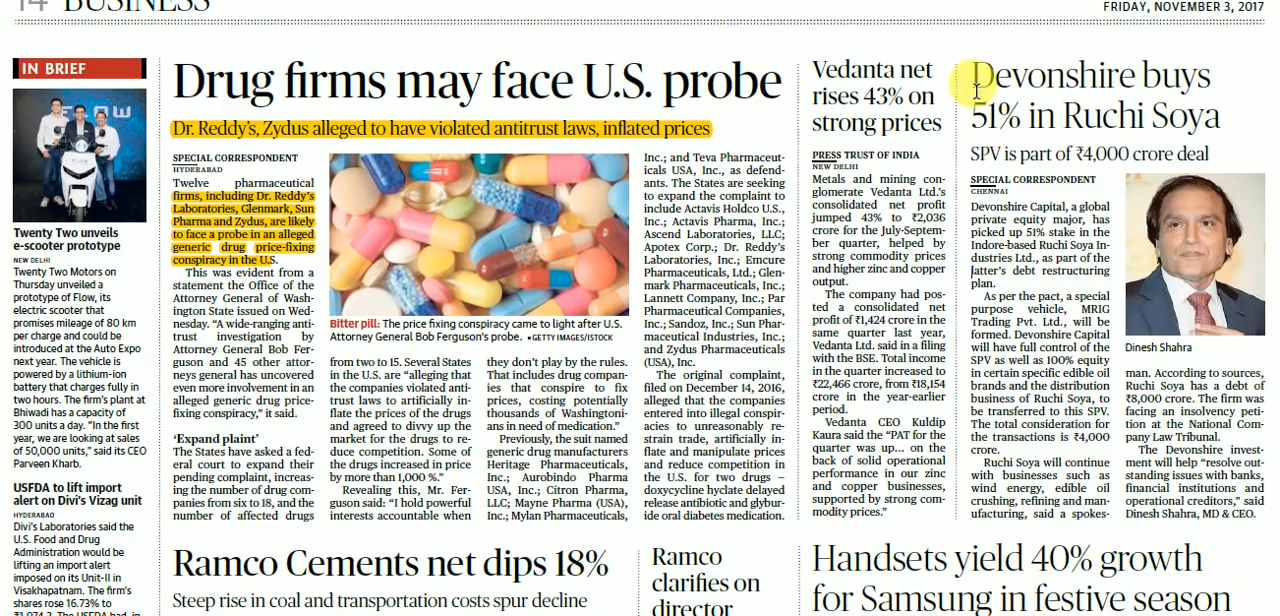 14 BUSINESS
FRIDAY, NOVEMBER 3, 2017
IN BRIEF
Twenty Two unveils
e-scooter prototype
NEW DELHI
Twenty Two Motors on
Thursday unveiled a
prototype of Flow, its
electric scooter that
promises mileage of 80 km
per charge and could be
introduced at the Auto Expo
next year. The vehicle is
powered by a lithium-ion
battery that charges fully in
two hours. The firm's plant at
Bhiwadi has a capacity of
300 units a day. "In the first
year, we are looking at sales
of 50,000 units," said its CEO
Parveen Kharb.
USFDA to lift import
alert on Divi's Vizag unit
HYDERABAD
Divi's Laboratories said the
U.S. Food and Drug
Administration would be
lifting an import alert
imposed on its Unit-II in
Visakhapatnam. The firm's
shares rose 16.73% to
Drug firms may face U.S. probe
Dr. Reddy's, Zydus alleged to have violated antitrust laws, inflated prices
SPECIAL CORRESPONDENT
HYDERABAD
Twelve pharmaceutical
firms, including Dr. Reddy's
Laboratories, Glenmark, Sun
Pharma and Zydus, are likely
to face a probe in an alleged
generic drug price-fixing
conspiracy in the U.S.
This was evident from a
statement the Office of the
Attorney General of Wash-
ington State issued on Wed-
nesday. "A wide-ranging anti-
trust investigation by
Attorney General Bob Fer-
guson and 45 other attor-
neys general has uncovered
even more involvement in an
alleged generic drug price-
fixing conspiracy," it said.
'Expand plaint'
The States have asked a fed-
eral court to expand their
pending complaint, increas-
ing the number of drug com-
panies from six to 18, and the
number of affected drugs
Bitter pill: The price fixing conspiracy came to light after U.S.
Attorney General Bob Ferguson's probe. •GETTY IMAGES/ISTOCK
from two to 15. Several States
in the U.S. are "alleging that
the companies violated anti-
trust laws to artificially in-
flate the prices of the drugs
and agreed to divvy up the
market for the drugs to re-
duce competition. Some of
the drugs increased in price
by more than 1,000 %."
Revealing this, Mr. Fer-
guson said: "I hold powerful
interests accountable when
they don't play by the rules.
That includes drug compan-
ies that conspire to fix
prices, costing potentially
thousands of Washingtoni-
ans in need of medication."
Previously, the suit named
generic drug manufacturers
Heritage Pharmaceuticals,
Inc.; Aurobindo Pharma
USA, Inc.; Citron Pharma,
LLC; Mayne Pharma (USA),
Inc.; Mylan Pharmaceuticals,
Inc.; and Teva Pharmaceut-
icals USA, Inc., as defend-
ants. The States are seeking
to expand the complaint to
include Actavis Holdco U.S.,
Inc.; Actavis Pharma, Inc.;
Ascend Laboratories, LLC;
Apotex Corp.; Dr. Reddy's
Laboratories, Inc.; Emcure
Pharmaceuticals, Ltd.; Glen-
mark Pharmaceuticals, Inc.;
Lannett Company, Inc.; Par
Pharmaceutical Companies,
Inc.; Sandoz, Inc.; Sun Phar-
maceutical Industries, Inc.;
and Zydus Pharmaceuticals
(USA), Inc.
The original complaint,
filed on December 14, 2016,
alleged that the companies
entered into illegal conspir-
acies to unreasonably re-
strain trade, artificially in-
flate and manipulate prices
and reduce competition in
the U.S. for two drugs –
doxycycline hyclate delayed
release antibiotic and glybur-
ide oral diabetes medication.
Vedanta net
rises 43% on
strong prices
PRESS TRUST OF INDIA
NEW DELHI
Metals and mining con-
glomerate Vedanta Ltd.'s
consolidated net profit
jumped 43% to ₹2,036
crore for the July-Septem-
ber quarter, helped by
strong commodity prices
and higher zinc and copper
output.
The company had pos-
ted a consolidated net
profit of ₹1,424 crore in the
same quarter last year,
Vedanta Ltd. said in a filing
with the BSE. Total income
in the quarter increased to
₹22,466 crore, from ₹18,154
crore in the year-earlier
period.
Vedanta CEO Kuldip
Kaura said the "PAT for the
quarter was up... on the
back of solid operational
performance in our zinc
and copper businesses,
supported by strong com-
modity prices."
Devonshire buys
51% in Ruchi Soya
SPV is part of ₹4,000 crore deal
SPECIAL CORRESPONDENT
CHENNAI
Devonshire Capital, a global
private equity major, has
picked up 51% stake in the
Indore-based Ruchi Soya In-
dustries Ltd., as part of the
latter's debt restructuring
plan.
As per the pact, a special
purpose vehicle, MRIG
Trading Pvt. Ltd., will be
formed. Devonshire Capital
will have full control of the
SPV as well as 100% equity
in certain specific edible oil
brands and the distribution
business of Ruchi Soya, to
be transferred to this SPV.
The total consideration for
the transactions is ₹4,000
crore.
Ruchi Soya will continue
with businesses such as
wind energy, edible oil
crushing, refining and man-
ufacturing, said a spokes-
Dinesh Shahra
man. According to sources,
Ruchi Soya has a debt of
₹8,000 crore. The firm was
facing an insolvency peti-
tion at the National Com-
pany Law Tribunal.
The Devonshire invest-
ment will help "resolve out-
standing issues with banks,
financial institutions and
operational creditors," said
Dinesh Shahra, MD & CEO.
Ramco Cements net dips 18%
Steep rise in coal and transportation costs spur decline
Ramco
clarifies on
director
Handsets yield 40% growth
for Samsung in festive season